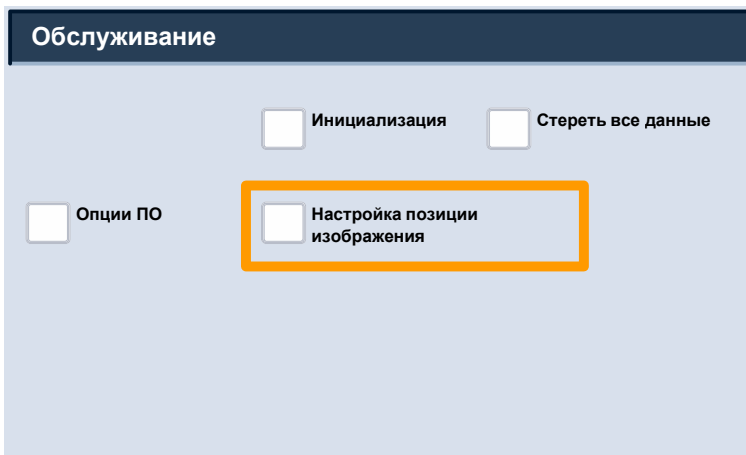 Обслуживание
Инициализация
Стереть все данные
Опции ПО
Настройка позиции
изображения